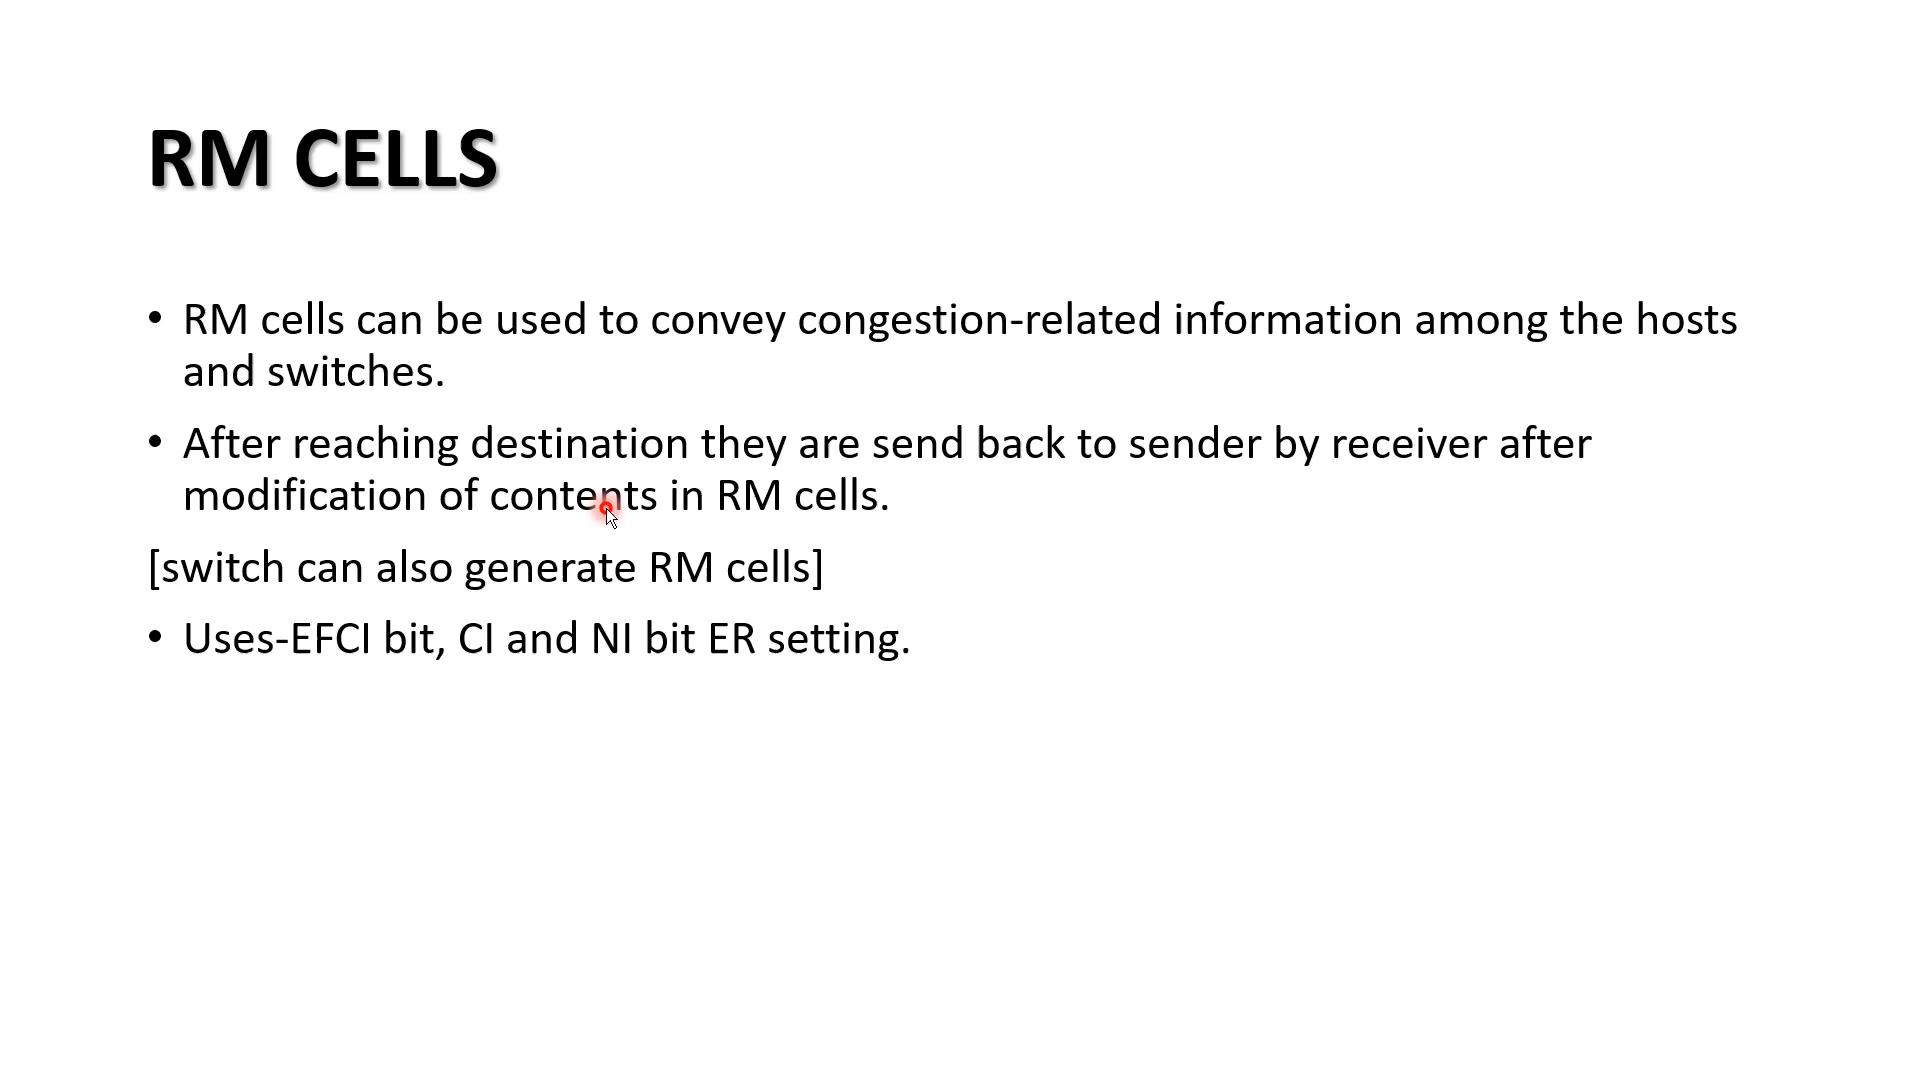 RM CELLS
• RM cells can be used to convey congestion-related information among the hosts
and switches.
• After reaching destination they are send back to sender by receiver after
modification of contents in RM cells.
[switch can also generate RM cells]
• Uses-EFCI bit, CI and NI bit ER setting.